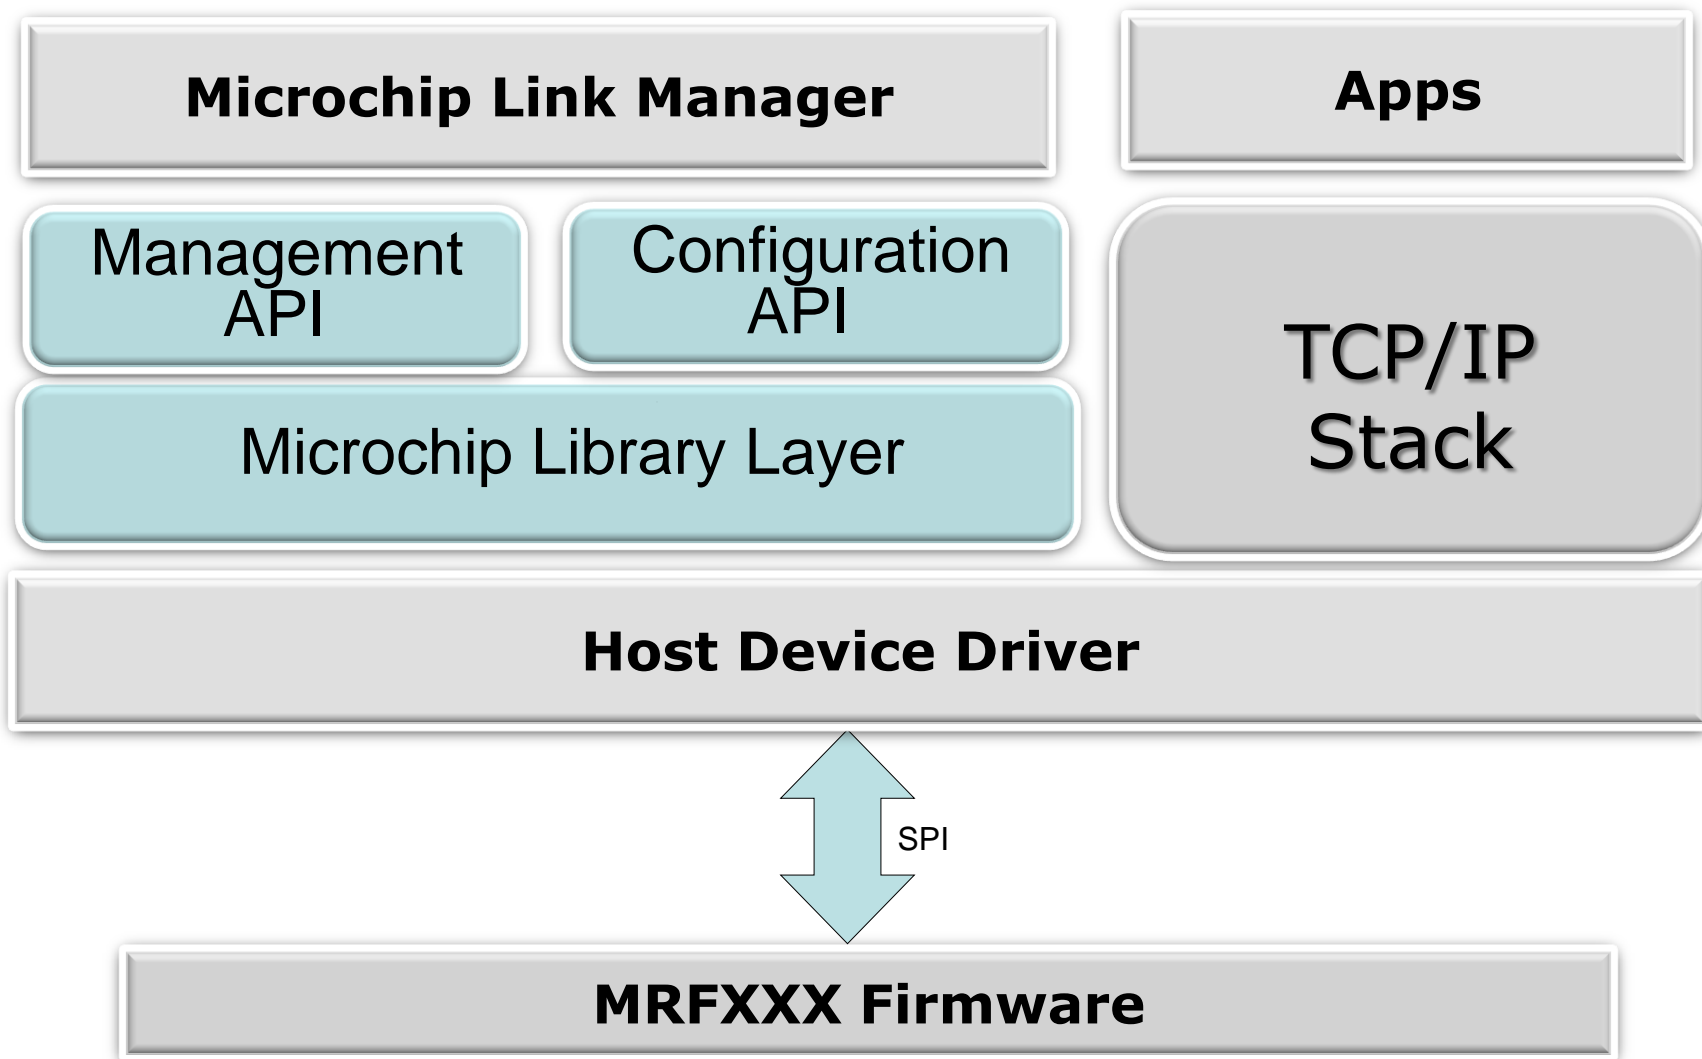 Microchip Link Manager
Apps
Management
API
Configuration
API
TCP/IP
Stack
Microchip Library Layer
Host Device Driver
SPI
MRFXXX Firmware